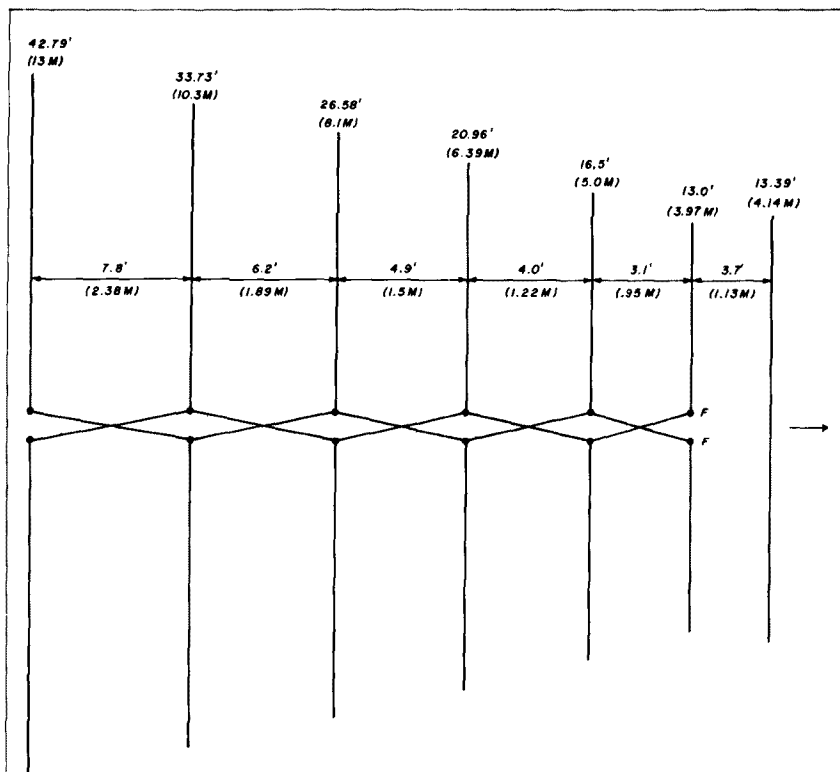 42.79'
(13M)
33.73'
(10.3M)
26.58'
(8.1M)
20.96'
(6.39M)
16.5'
(5.0M)
13.0'
(3.97M)
13.39'
(4.14M)
7.8'
(2.38M)
6.2'
(1.89M)
4.9'
(1.5M)
4.0'
(1.22M)
3.1'
(.95M)
3.7'
(1.13M)
F
F